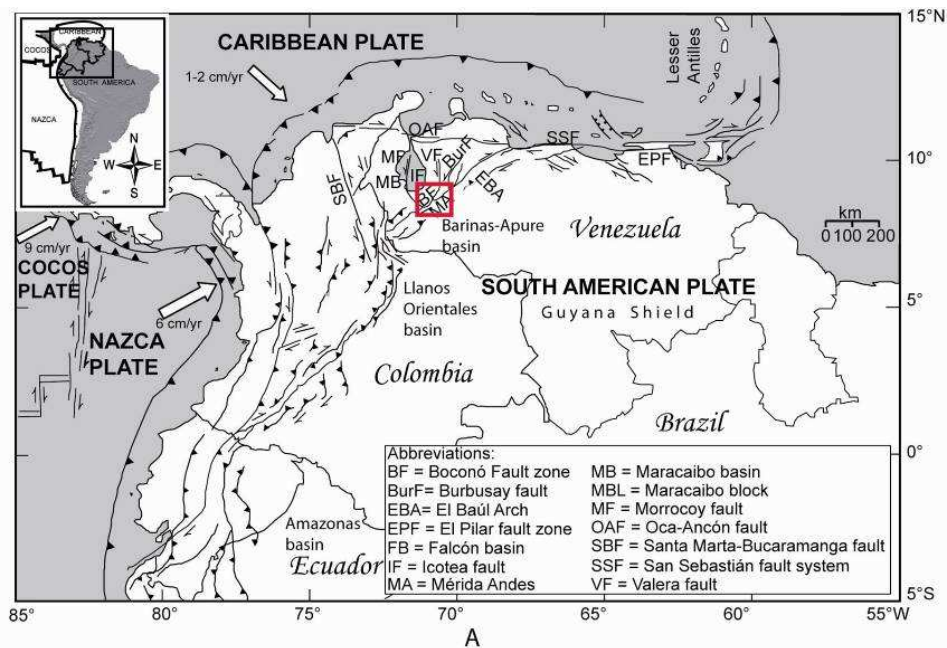 CARIBBEAN
COCOS
SOUTH AMERICA
NAZCA
N
W E
S
CARIBBEAN PLATE
1-2 cm/yr
Lesser
Antilles
15°N
OAF
SSF
MF
VF
BurF
EPF
10°N
SBF
IF
MB
EBA
BF
MA
Barinas-Apure
basin
Venezuela
km
0 100 200
9 cm/yr
COCOS
PLATE
6 cm/yr
NAZCA
PLATE
Llanos
Orientales
basin
SOUTH AMERICAN PLATE
Guyana Shield
5°N
Colombia
Brazil
0°
Amazonas
basin
Ecuador
Abbreviations:
BF = Boconó Fault zone
BurF= Burbusay fault
EBA= El Baúl Arch
EPF = El Pilar fault zone
FB = Falcón basin
IF = Icotea fault
MA = Mérida Andes
MB = Maracaibo basin
MBL = Maracaibo block
MF = Morrocoy fault
OAF = Oca-Ancón fault
SBF = Santa Marta-Bucaramanga fault
SSF = San Sebastián fault system
VF = Valera fault
5°S
85° 80° 75° 70° 65° 60° 55°W
A